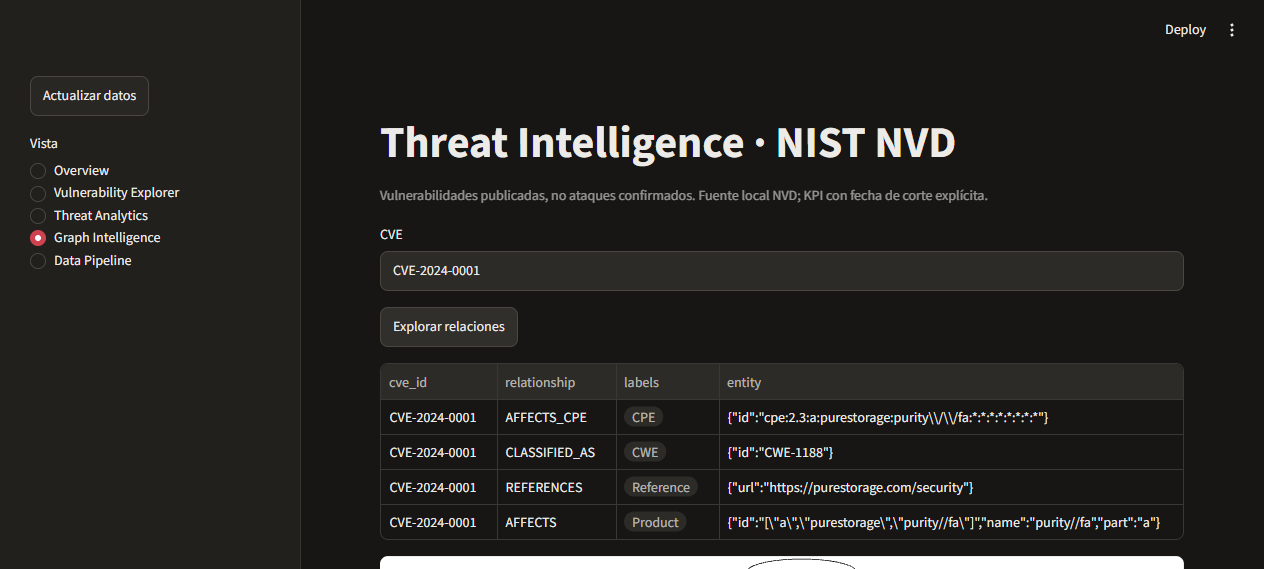 Deploy
Actualizar datos
Vista
Overview
Vulnerability Explorer
Threat Analytics
Graph Intelligence
Data Pipeline
Threat Intelligence · NIST NVD
Vulnerabilidades publicadas, no ataques confirmados. Fuente local NVD; KPI con fecha de corte explícita.
CVE
CVE-2024-0001
Explorar relaciones
cve_id relationship labels entity
CVE-2024-0001 AFFECTS_CPE CPE {"id":"cpe:2.3:a:purestorage:purity\\/\\/fa:*:*:*:*:*:*:*:*"}
CVE-2024-0001 CLASSIFIED_AS CWE {"id":"CWE-1188"}
CVE-2024-0001 REFERENCES Reference {"url":"https://purestorage.com/security"}
CVE-2024-0001 AFFECTS Product {"id":"[\"a\",\"purestorage\",\"purity//fa\"]","name":"purity//fa","part":"a"}